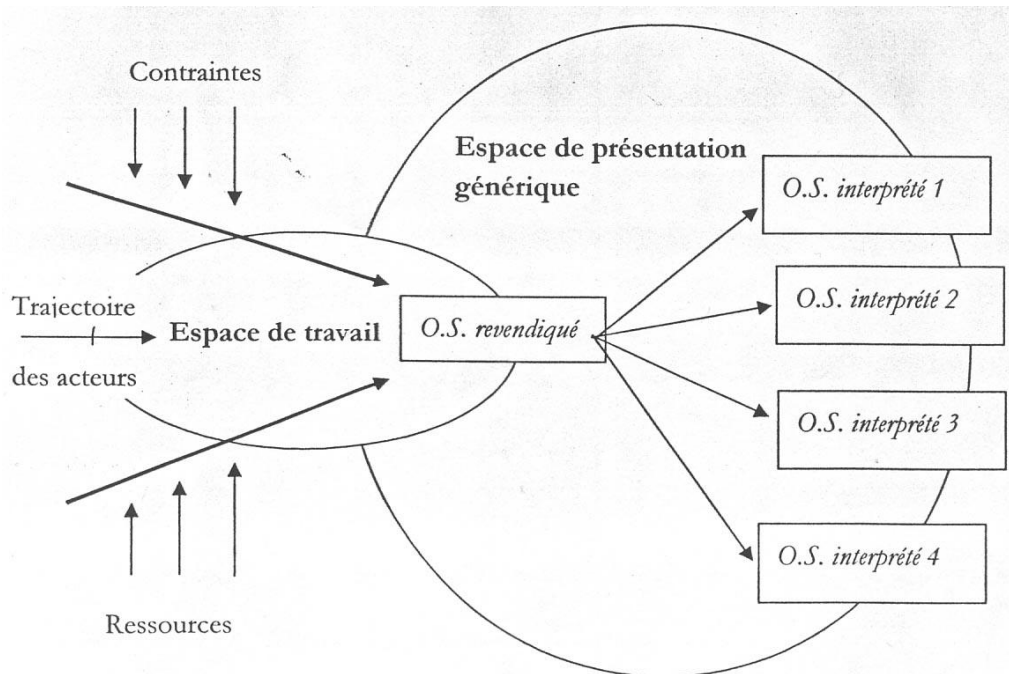 Contraintes
Espace de présentation
générique
O.S. interprété 1
Trajectoire
Espace de travail
O.S. revendiqué
O.S. interprété 2
des acteurs
O.S. interprété 3
O.S. interprété 4
Ressources